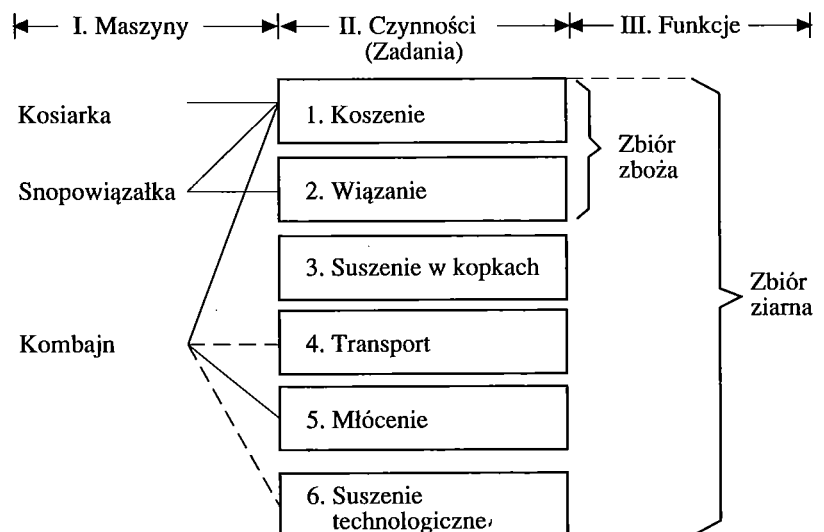 I. Maszyny
II. Czynności
(Zadania)
III. Funkcje
Kosiarka
1. Koszenie
Zbiór
zboża
Snopowiązałka
2. Wiązanie
3. Suszenie w kopkach
Zbiór
ziarna
Kombajn
4. Transport
5. Młócenie
6. Suszenie
technologiczne